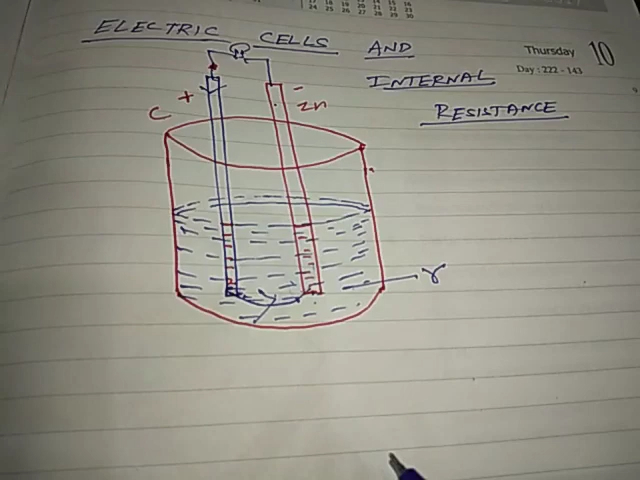 ELECTRIC CELLS AND
INTERNAL
RESISTANCE
Thursday 10
Day : 222 - 143
+
-
C
Zn
r